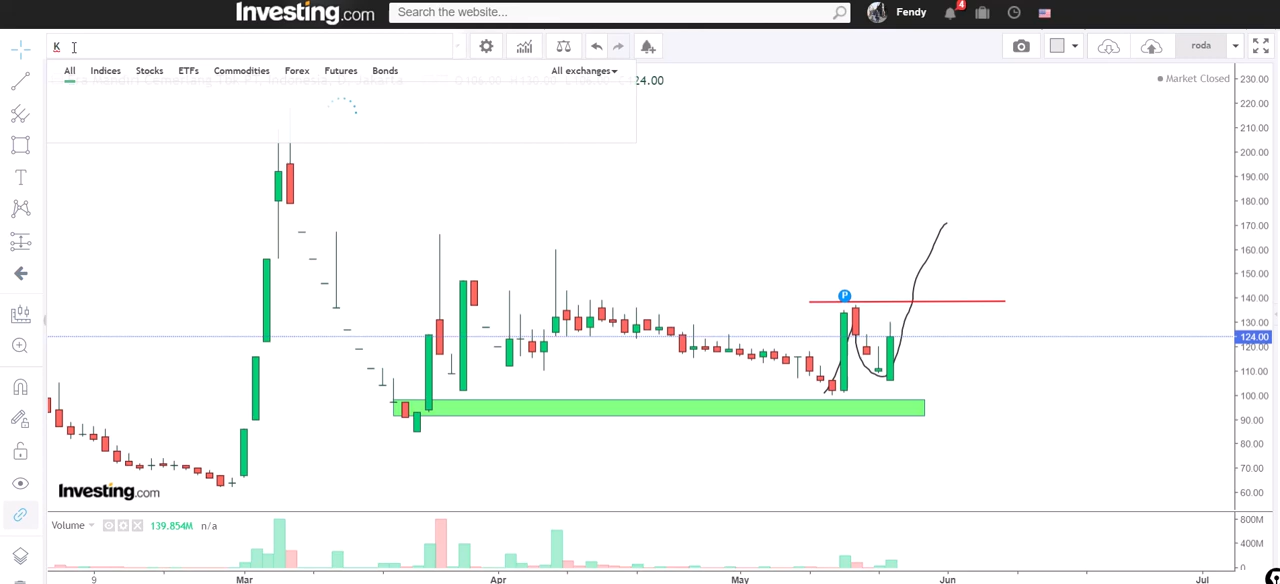 Investing.com
Search the website...
Fendy
4
K
roda
All Indices Stocks ETFs Commodities Forex Futures Bonds All exchanges
24.00
Market Closed
230.00
220.00
210.00
200.00
190.00
180.00
170.00
160.00
150.00
140.00
130.00
124.00
120.00
110.00
100.00
90.00
80.00
70.00
60.00
P
Investing.com
Volume 139.854M n/a
800M
400M
0
9 Mar Apr May Jun Jul